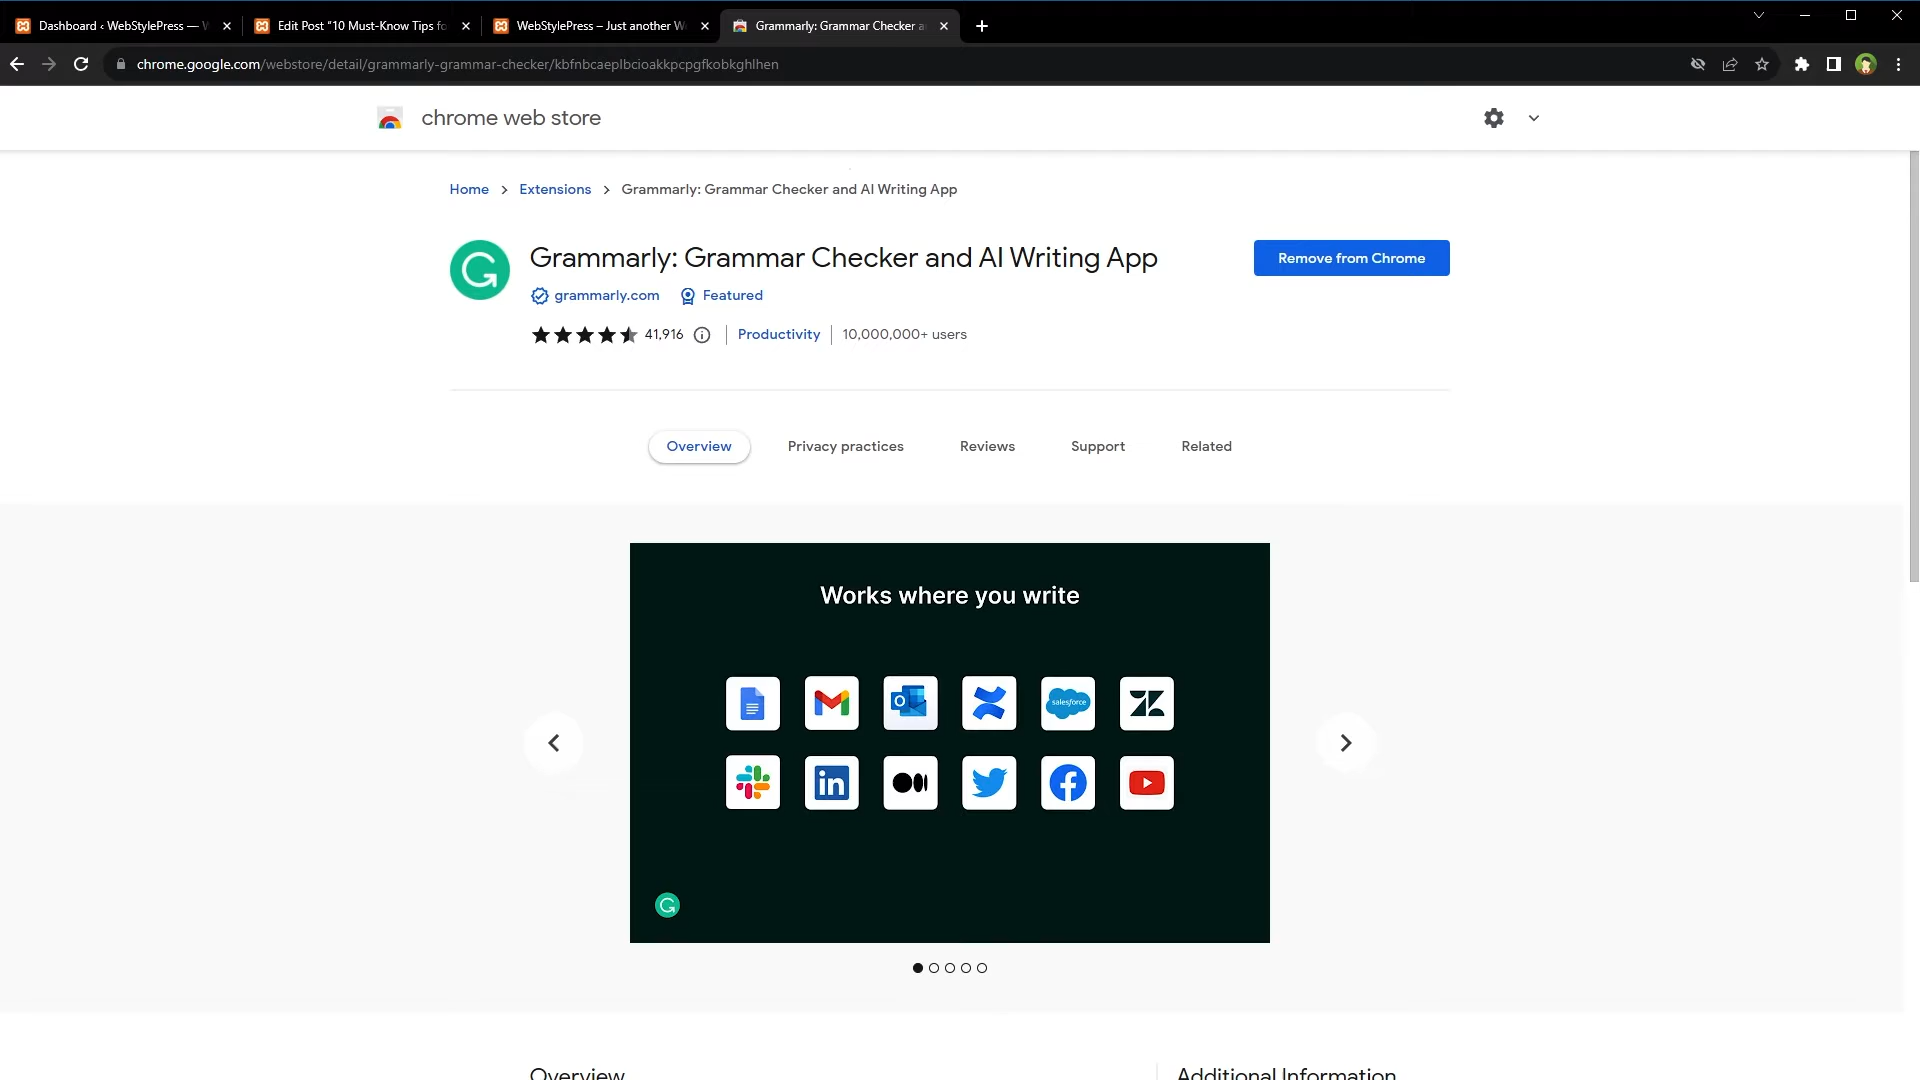 Dashboard ‹ WebStylePress — W
Edit Post "10 Must-Know Tips fo
WebStylePress – Just another W
Grammarly: Grammar Checker a
chrome.google.com/webstore/detail/grammarly-grammar-checker/kbfnbcaeplbcioakkpcpgfkobkghlhen
chrome web store
Home
Extensions
Grammarly: Grammar Checker and AI Writing App
Grammarly: Grammar Checker and AI Writing App
Remove from Chrome
grammarly.com
Featured
41,916
Productivity
10,000,000+ users
Overview
Privacy practices
Reviews
Support
Related
Works where you write
salesforce
in
Overview
Additional Information